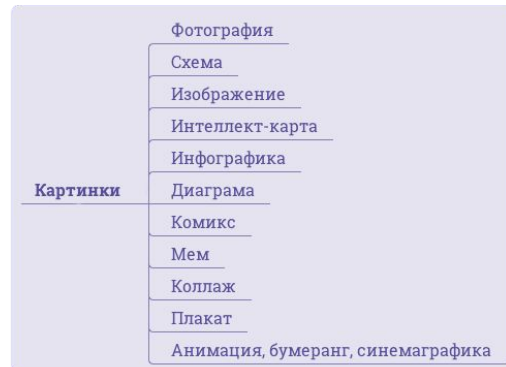 Фотография
Схема
Изображение
Интеллект-карта
Инфографика
Картинки
Диаграма
Комикс
Мем
Коллаж
Плакат
Анимация, бумеранг, синемаграфика